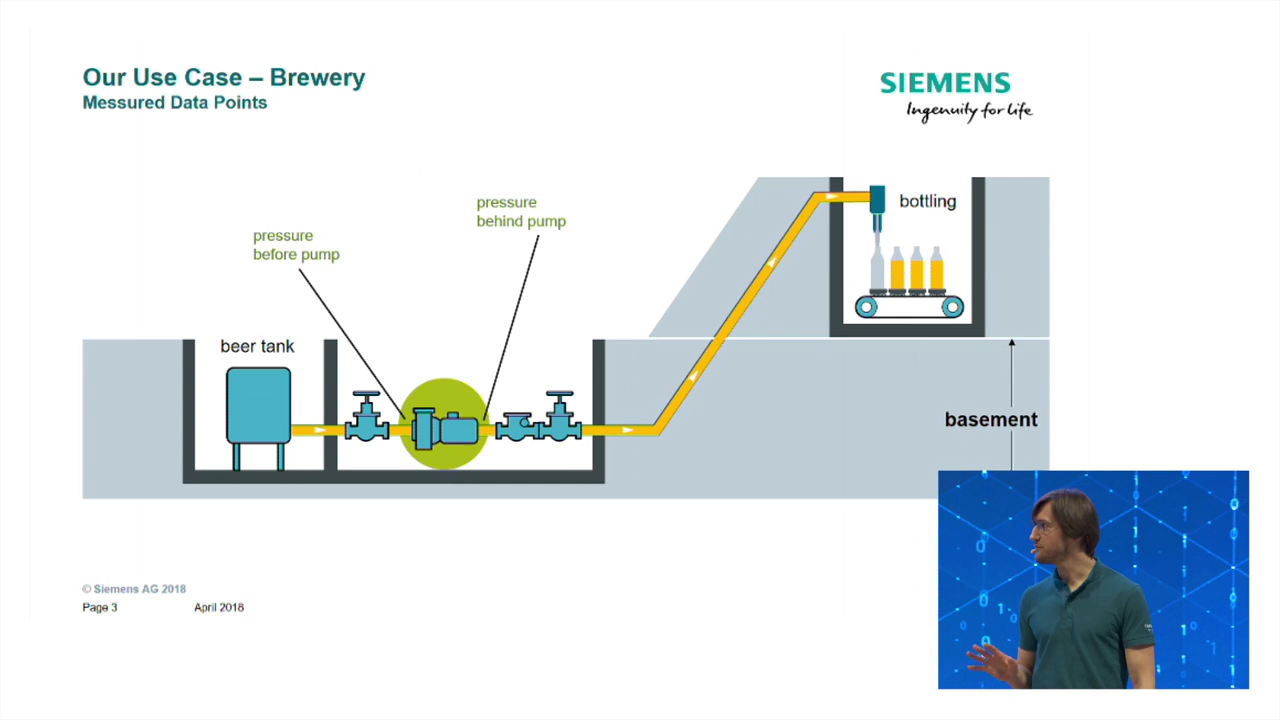 Our Use Case – Brewery
Messured Data Points
SIEMENS
Ingenuity for life
pressure
behind pump
bottling
pressure
before pump
beer tank
basement
© Siemens AG 2018
Page 3
April 2018